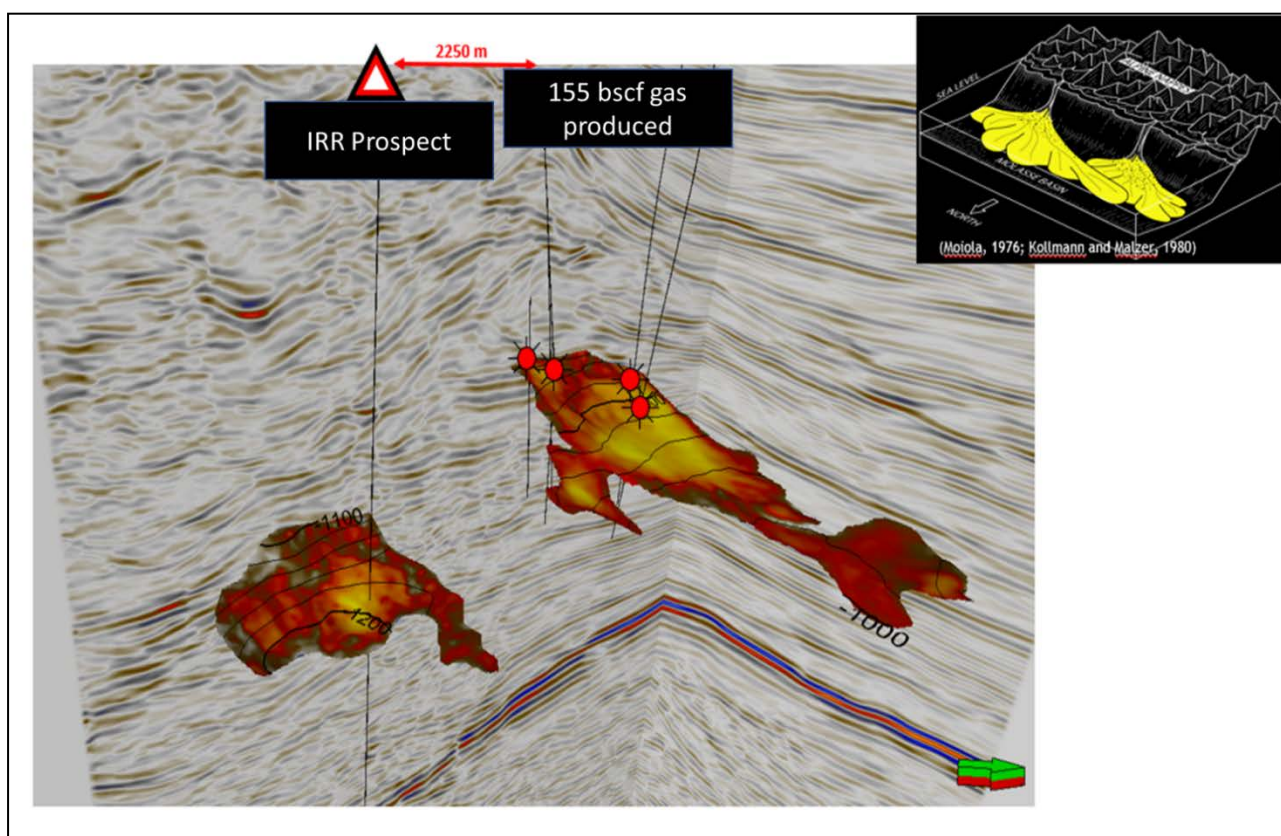 2250 m
IRR Prospect
155 bscf gas
produced
SEA LEVEL
MOLASSE BASIN
NORTH
(Moiola, 1976; Kollmann and Malzer, 1980)
-1100
-1200
-1000